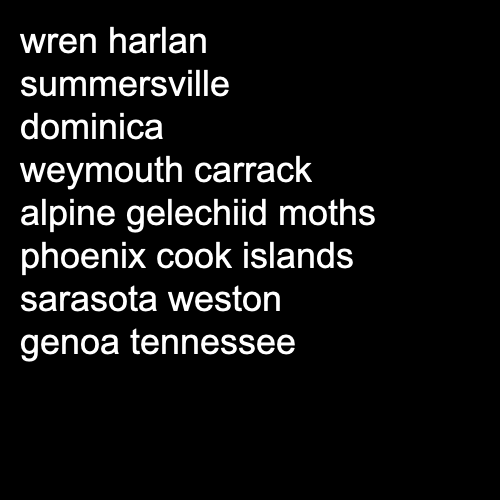 wren harlan
summersville
dominica
weymouth carrack
alpine gelechiid moths
phoenix cook islands
sarasota weston
genoa tennessee